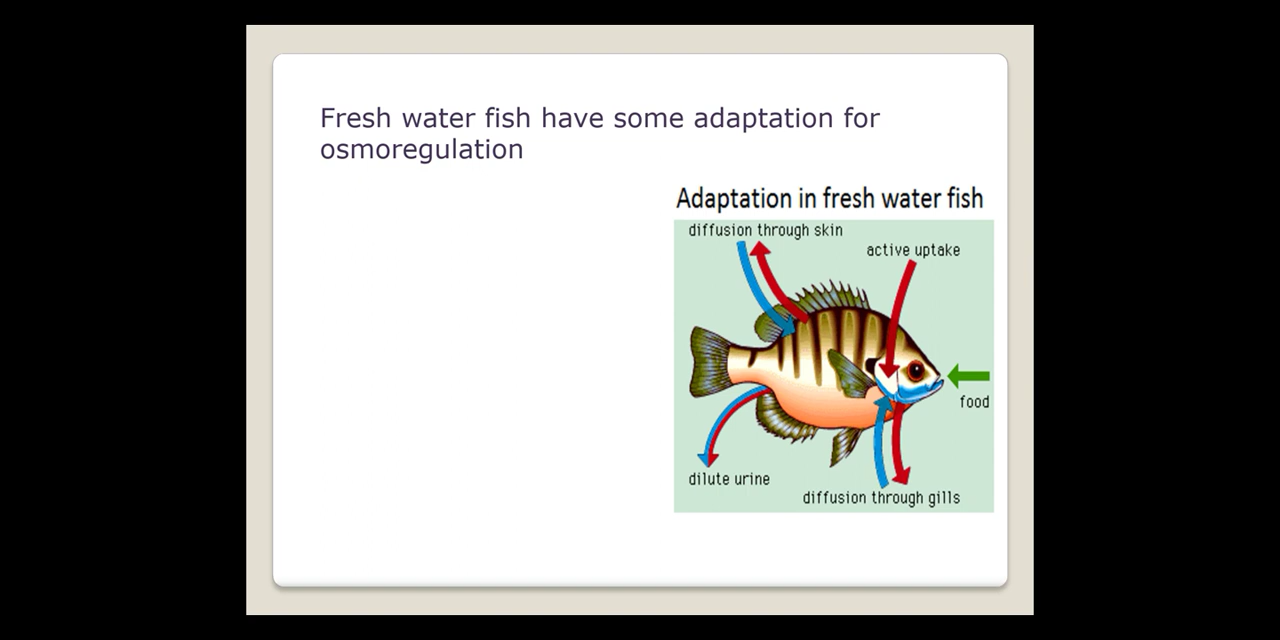 Fresh water fish have some adaptation for
osmoregulation
Adaptation in fresh water fish
diffusion through skin
active uptake
food
dilute urine
diffusion through gills